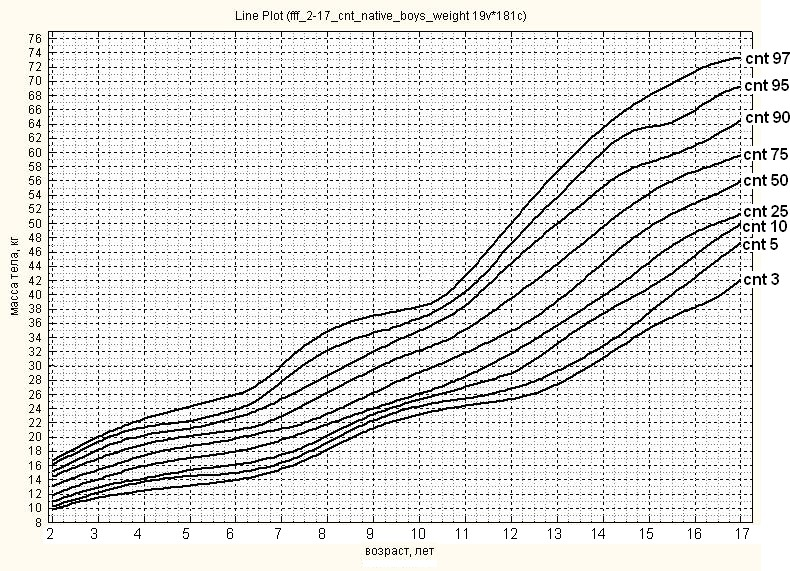 Line Plot (fff_2-17_cnt_native_boys_weight 19v*181c)
76
74
72
70
68
66
64
62
60
58
56
54
52
50
48
46
44
42
40
38
36
34
32
30
28
26
24
22
20
18
16
14
12
10
8
масса тела, кг
cnt 97
cnt 95
cnt 90
cnt 75
cnt 50
cnt 25
cnt 10
cnt 5
cnt 3
2 3 4 5 6 7 8 9 10 11 12 13 14 15 16 17
возраст, лет